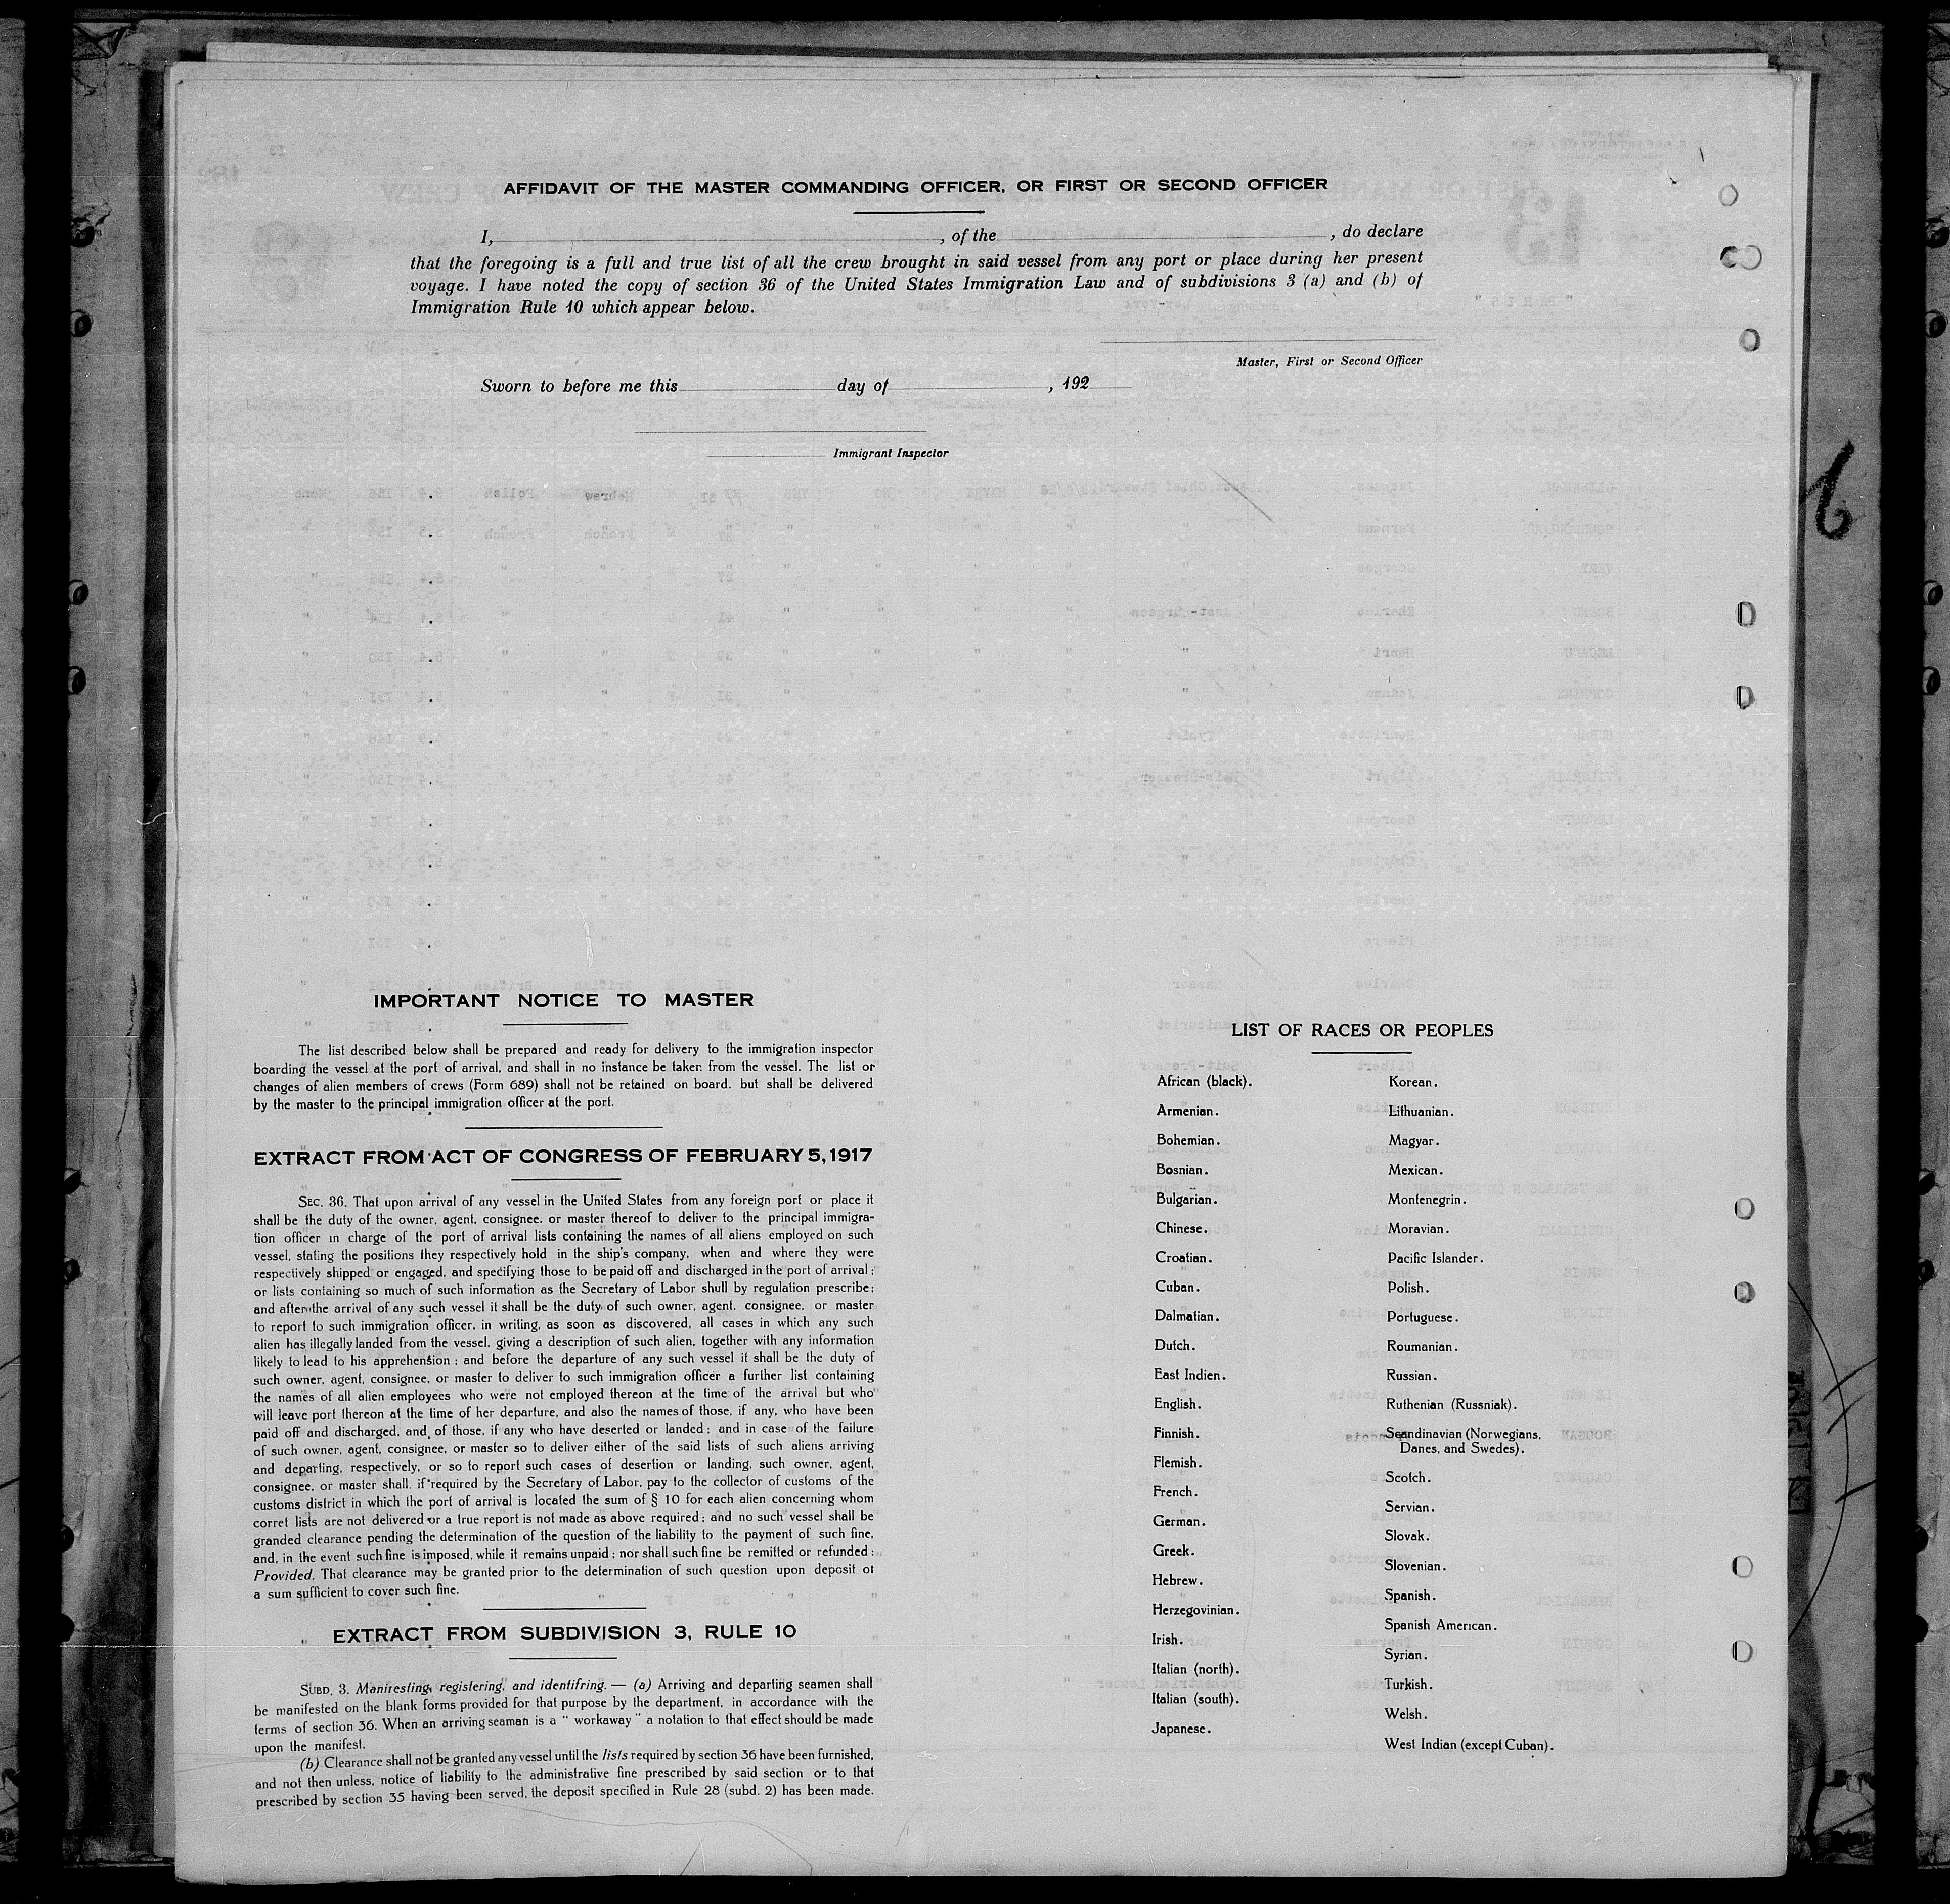 AFFIDAVIT OF THE MASTER COMMANDING OFFICER, OR FIRST OR SECOND OFFICER
I, , of the , do declare
that the foregoing is a full and true list of all the crew brought in said vessel from any port or place during her present
voyage. I have noted the copy of section 36 of the United States Immigration Law and of subdivisions 3 (a) and (b) of
Immigration Rule 10 which appear below.
Master, First or Second Officer
Sworn to before me this day of , 192
Immigrant Inspector
6
IMPORTANT NOTICE TO MASTER
The list described below shall be prepared and ready for delivery to the immigration inspector
boarding the vessel at the port of arrival, and shall in no instance be taken from the vessel. The list or
changes of alien members of crews (Form 689) shall not be retained on board. but shall be delivered
by the master to the principal immigration officer at the port.
EXTRACT FROM ACT OF CONGRESS OF FEBRUARY 5, 1917
SEC. 36. That upon arrival of any vessel in the United States from any foreign port or place it
shall be the duty of the owner, agent, consignee. or master thereof to deliver to the principal immigra-
tion officer in charge of the port of arrival lists containing the names of all aliens employed on such
vessel, stating the positions they respectively hold in the ship's company, when and where they were
respectively shipped or engaged, and specifying those to be paid off and discharged in the port of arrival;
or lists containing so much of such information as the Secretary of Labor shull by regulation prescribe;
and after the arrival of any such vessel it shall be the duty of such owner, agent. consignee, or master
to report to such immigration officer, in writing, as soon as discovered, all cases in which any such
alien has illegally landed from the vessel, giving a description of such alien, together with any information
likely to lead to his apprehension ; and before the departure of any such vessel it shall be the duty of
such owner, agent, consignee, or master to deliver to such immigration officer a further list containing
the names of all alien employees who were not employed thereon at the time of the arrival but who
will leave port thereon at the time of her departure, and also the names of those, if any, who have been
paid off and discharged, and of those, if any who have deserted or landed ; and in case of the failure
of such owner, agent, consignee, or master so to deliver either of the said lists of such aliens arriving
and departing, respectively, or so to report such cases of desertion or landing, such owner, agent,
consignee, or master shall, if required by the Secretary of Labor, pay to the collector of customs of the
customs district in which the port of arrival is located the sum of § 10 for each alien concerning whom
corret lists are not delivered or a true report is not made as above required ; and no such vessel shall be
granded clearance pending the determination of the question of the liability to the payment of such fine,
and, in the event such fine is imposed, while it remains unpaid ; nor shall such fine be remitted or refunded :
Provided. That clearance may be granted prior to the determination of such question upon deposit of
a sum sufficient to cover such fine.
EXTRACT FROM SUBDIVISION 3, RULE 10
SUBD. 3. Manifesting, registering, and identifring. — (a) Arriving and departing seamen shall
be manifested on the blank forms provided for that purpose by the department, in accordance with the
terms of section 36. When an arriving seaman is a " workaway " a notation to that effect should be made
upon the manifest.
(b) Clearance shall not be granted any vessel until the lists required by section 36 have been furnished,
and not then unless, notice of liability to the administrative fine prescribed by said section or to that
prescribed by section 35 having been served, the deposit specified in Rule 28 (subd. 2) has been made.
LIST OF RACES OR PEOPLES
African (black).
Armenian.
Bohemian.
Bosnian.
Bulgarian.
Chinese.
Croatian.
Cuban.
Dalmatian.
Dutch.
East Indien.
English.
Finnish.
Flemish.
French.
German.
Greek.
Hebrew.
Herzegovinian.
Irish.
Italian (north).
Italian (south).
Japanese.
Korean.
Lithuanian.
Magyar.
Mexican.
Montenegrin.
Moravian.
Pacific Islander.
Polish.
Portuguese.
Roumanian.
Russian.
Ruthenian (Russniak).
Scandinavian (Norwegians,
Danes, and Swedes).
Scotch.
Servian.
Slovak.
Slovenian.
Spanish.
Spanish American.
Syrian.
Turkish.
Welsh.
West Indian (except Cuban).